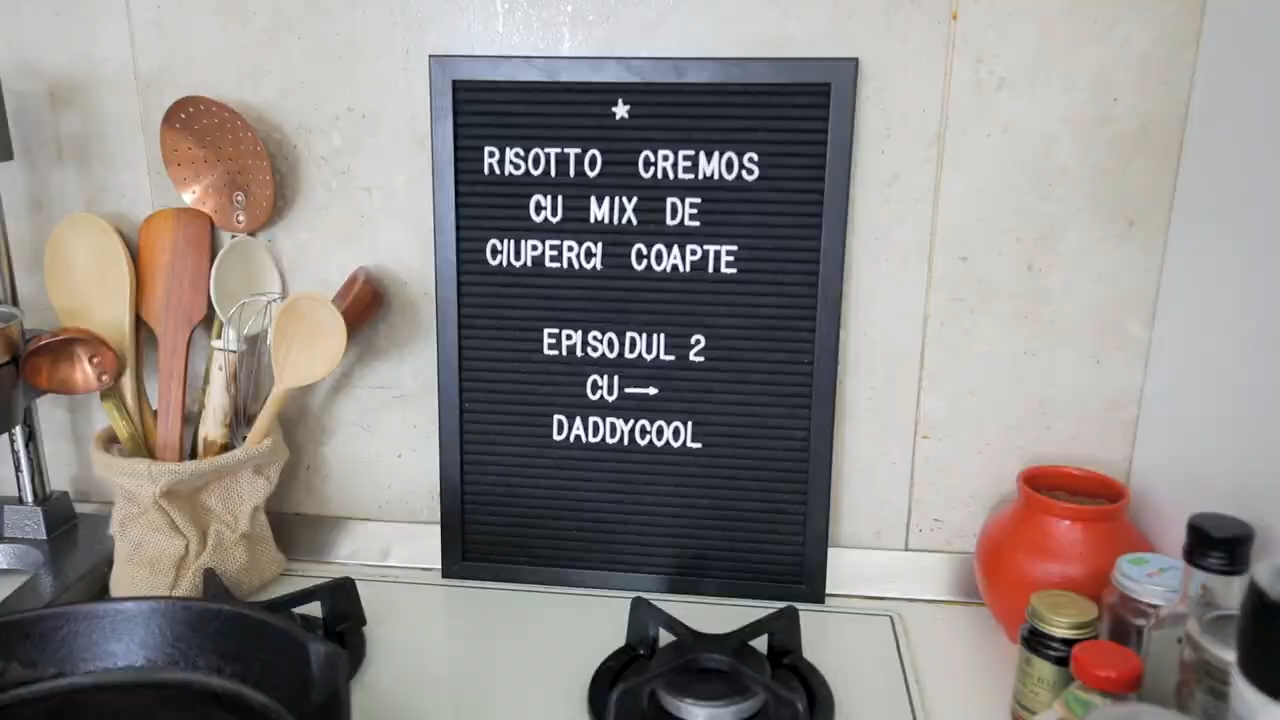 RISOTTO CREMOS
CU MIX DE
CIUPERCI COAPTE
EPISODUL 2
CU →
DADDYCOOL